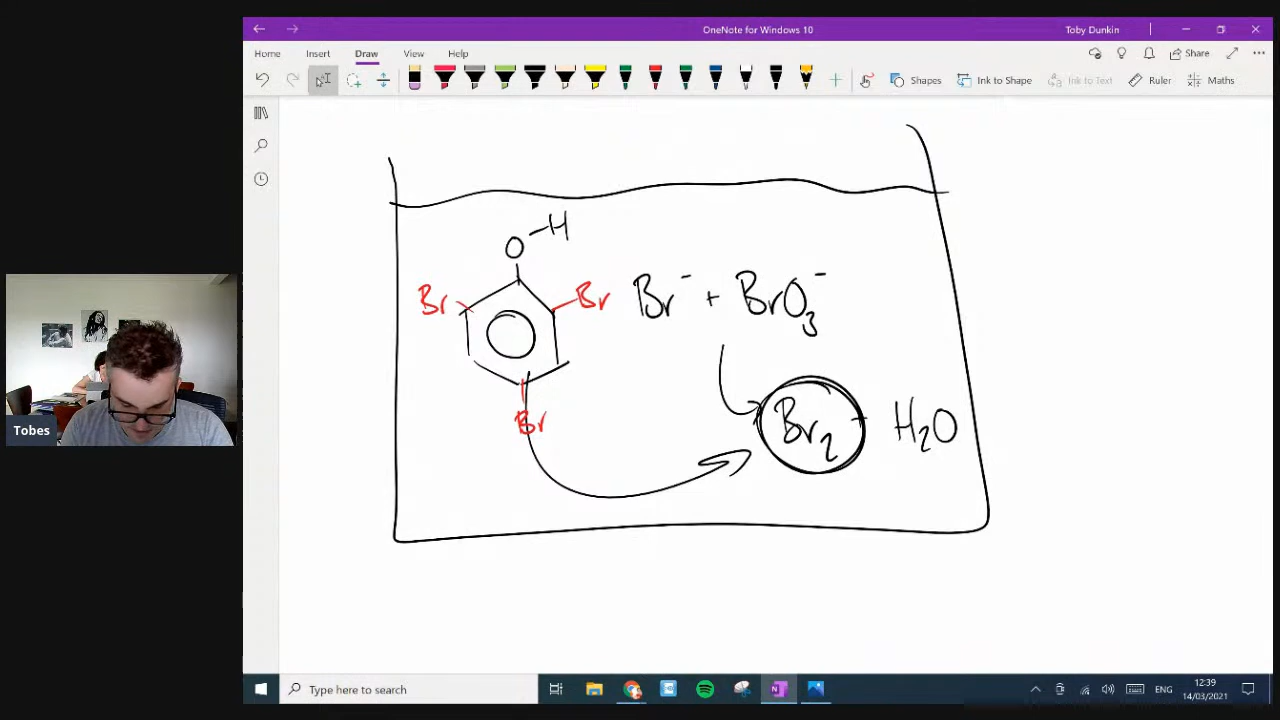 OneNote for Windows 10
Toby Dunkin
Home Insert Draw View Help
Share
Shapes Ink to Shape Ink to Text Ruler Maths
O-H
Br Br Br⁻ + BrO₃⁻
Br
Br₂ H₂O
Tobes
Type here to search
ENG
12:39
14/03/2021